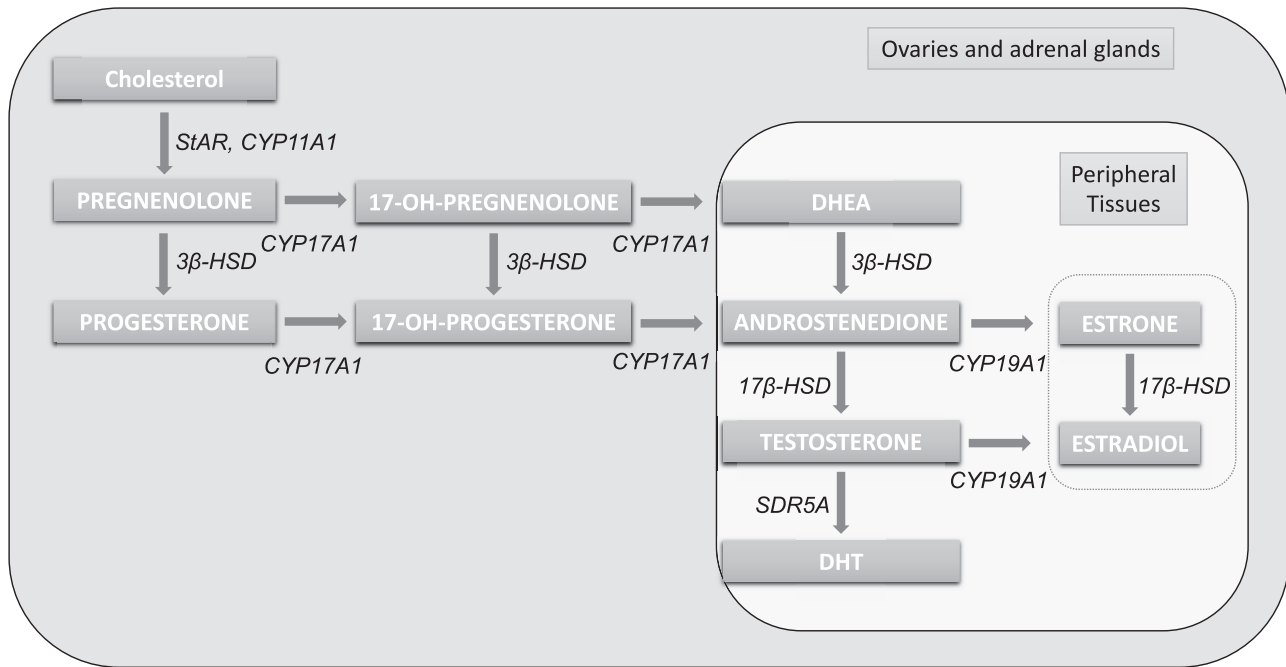 Ovaries and adrenal glands
Cholesterol
StAR, CYP11A1
Peripheral
Tissues
PREGNENOLONE
17-OH-PREGNENOLONE
DHEA
CYP17A1
CYP17A1
3β-HSD
3β-HSD
3β-HSD
PROGESTERONE
17-OH-PROGESTERONE
ANDROSTENEDIONE
ESTRONE
CYP17A1
CYP17A1
CYP19A1
17β-HSD
17β-HSD
TESTOSTERONE
ESTRADIOL
CYP19A1
SDR5A
DHT